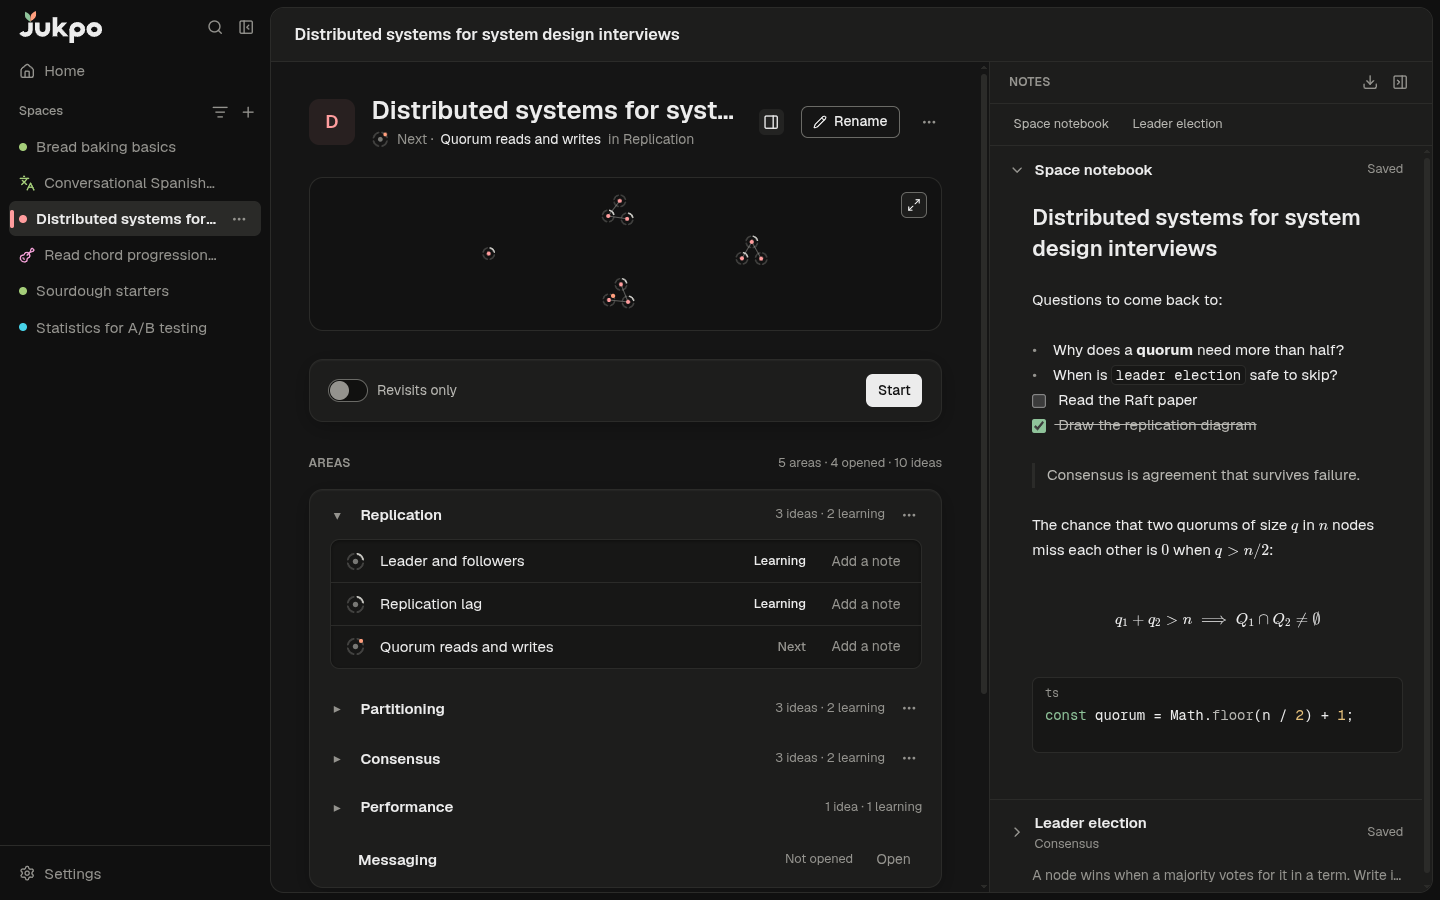 Jukpo
Home
Spaces
Bread baking basics
Conversational Spanish...
Distributed systems for...
Read chord progression...
Sourdough starters
Statistics for A/B testing
Settings
Distributed systems for system design interviews
D
Distributed systems for syst...
Next · Quorum reads and writes in Replication
Rename
Revisits only
Start
AREAS
5 areas · 4 opened · 10 ideas
Replication
3 ideas · 2 learning
Leader and followers
Learning
Add a note
Replication lag
Learning
Add a note
Quorum reads and writes
Next
Add a note
Partitioning
3 ideas · 2 learning
Consensus
3 ideas · 2 learning
Performance
1 idea · 1 learning
Messaging
Not opened
Open
NOTES
Space notebook
Leader election
Space notebook
Saved
Distributed systems for system
design interviews
Questions to come back to:
• Why does a quorum need more than half?
• When is leader election safe to skip?
Read the Raft paper
Draw the replication diagram
Consensus is agreement that survives failure.
The chance that two quorums of size q in n nodes
miss each other is 0 when q > n/2:
q₁ + q₂ > n ⟹ Q₁ ∩ Q₂ ≠ ∅
ts
const quorum = Math.floor(n / 2) + 1;
Leader election
Saved
Consensus
A node wins when a majority votes for it in a term. Write i...